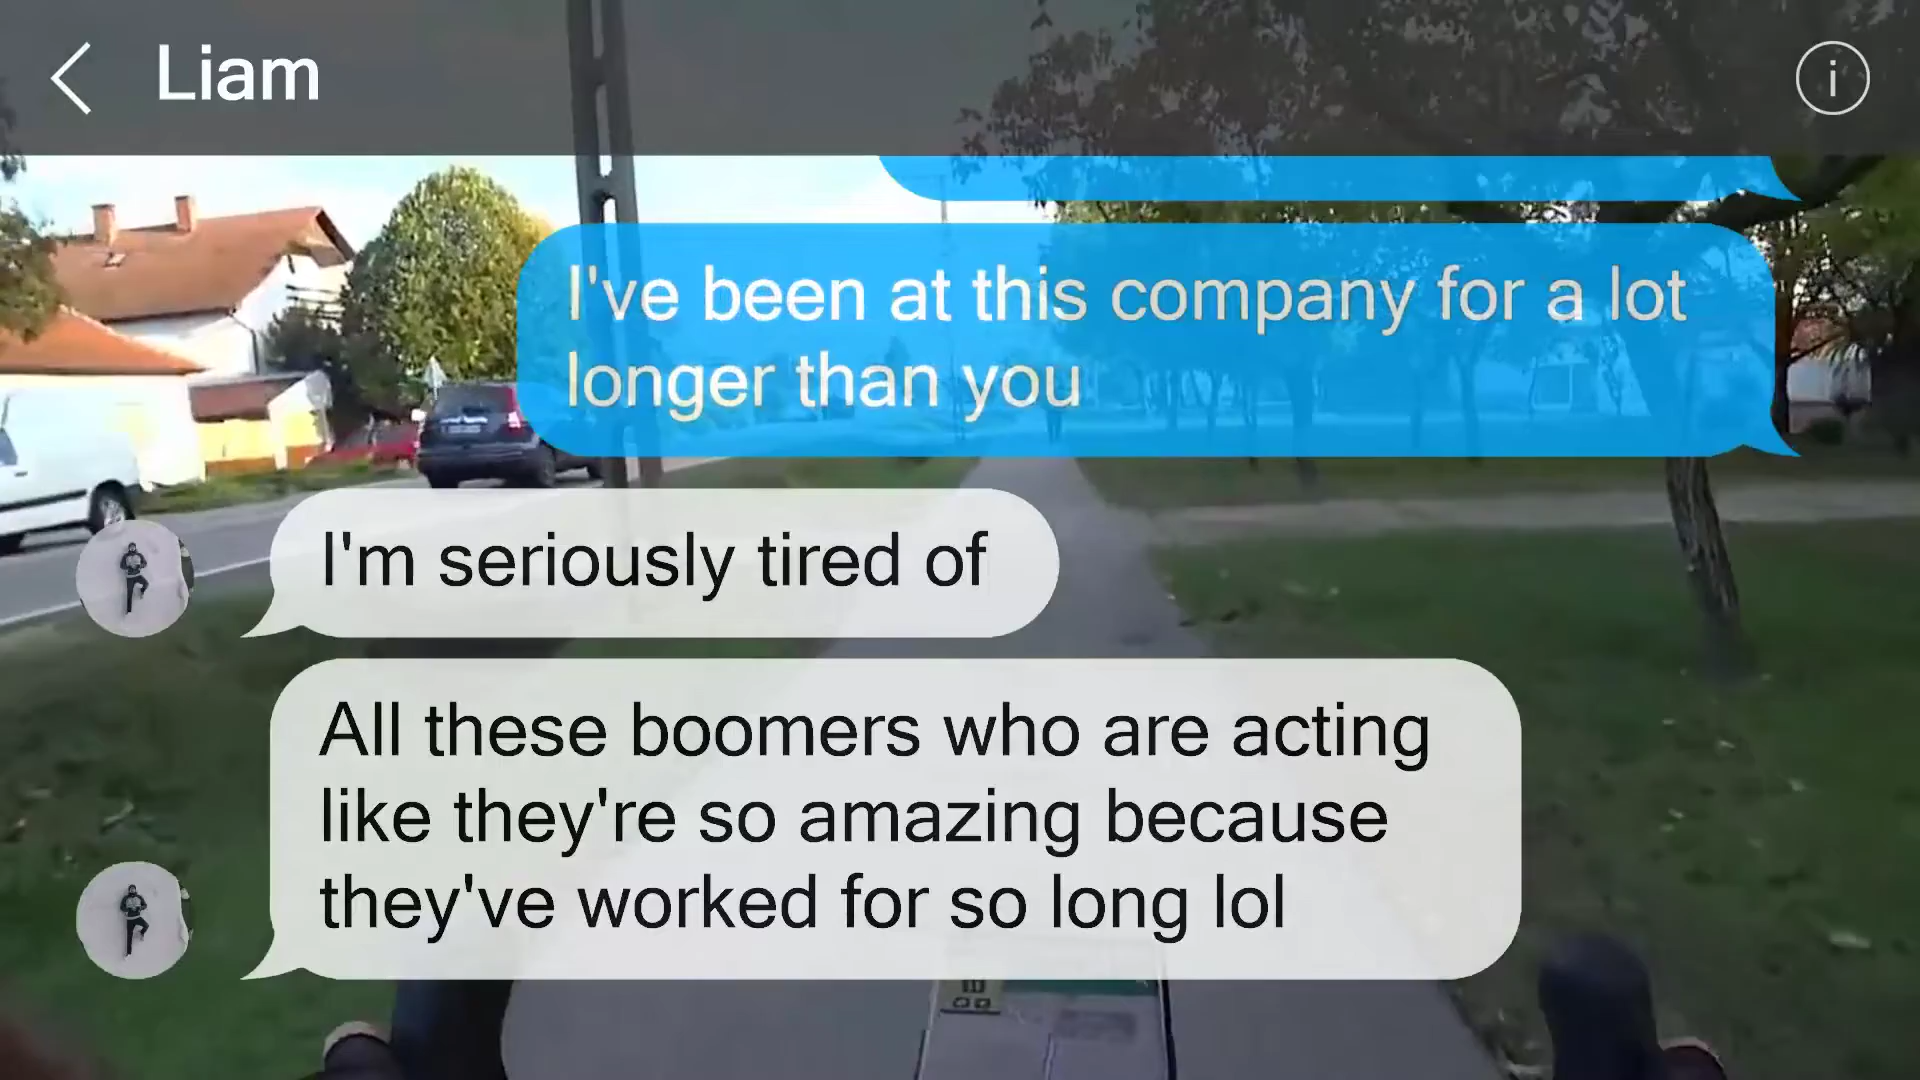 Liam
I've been at this company for a lot
longer than you
I'm seriously tired of
All these boomers who are acting
like they're so amazing because
they've worked for so long lol